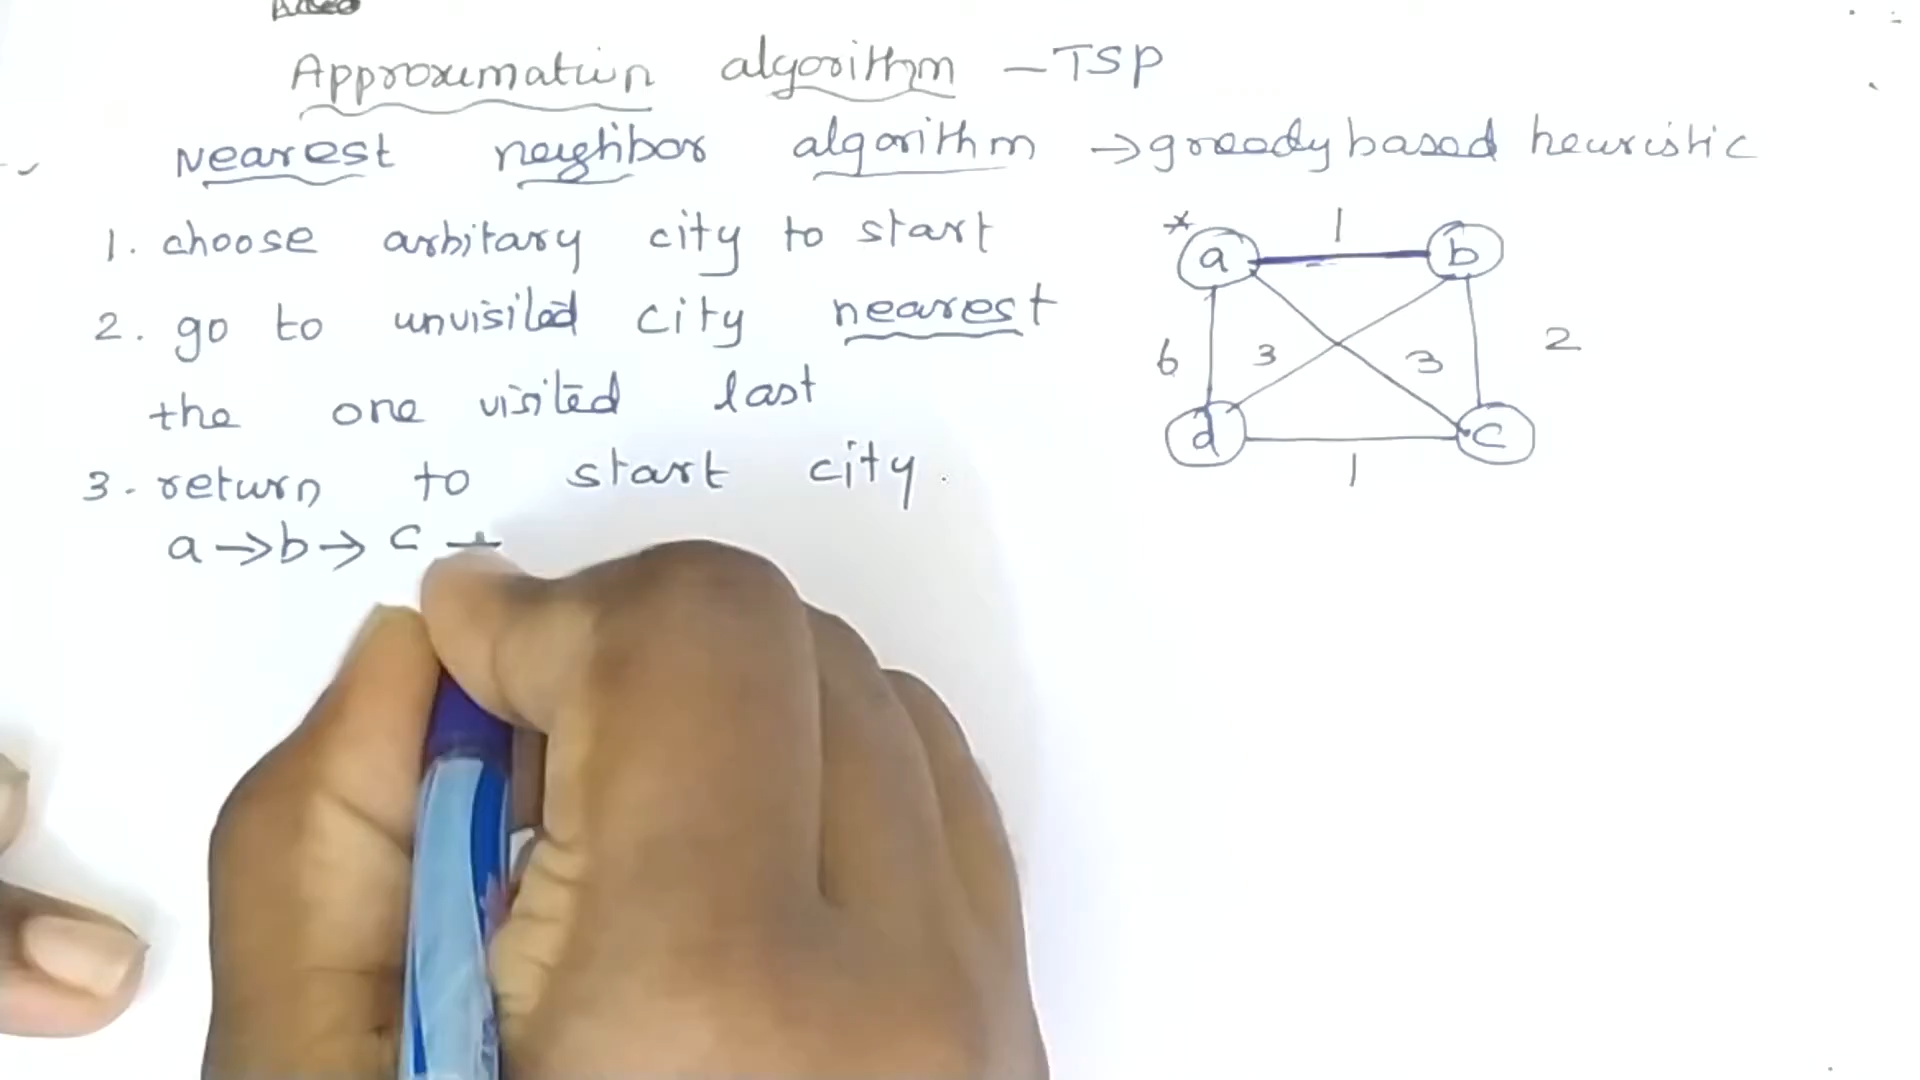 Approximation algorithm - TSP
Nearest neighbor algorithm → greedy based heuristic
1. choose arbitary city to start
2. go to unvisited city nearest
the one visited last
3. return to start city.
a → b → c
* a 1 b
6 3 3 2
d 1 c